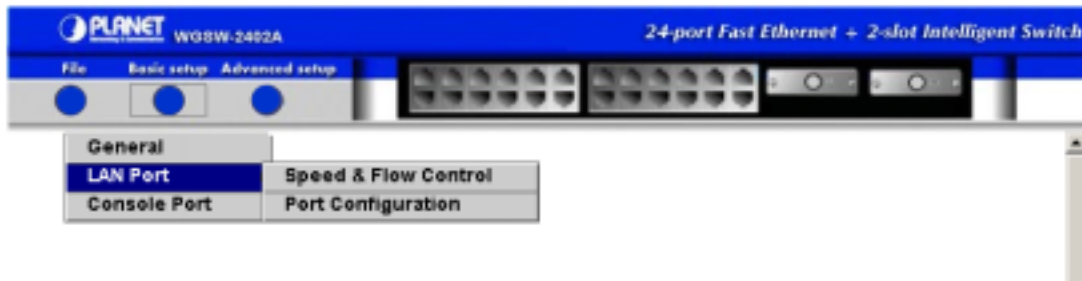 PLANET WGSW-2402A
24-port Fast Ethernet + 2-slot Intelligent Switch
File Basic setup Advanced setup
General
LAN Port
Speed & Flow Control
Console Port
Port Configuration